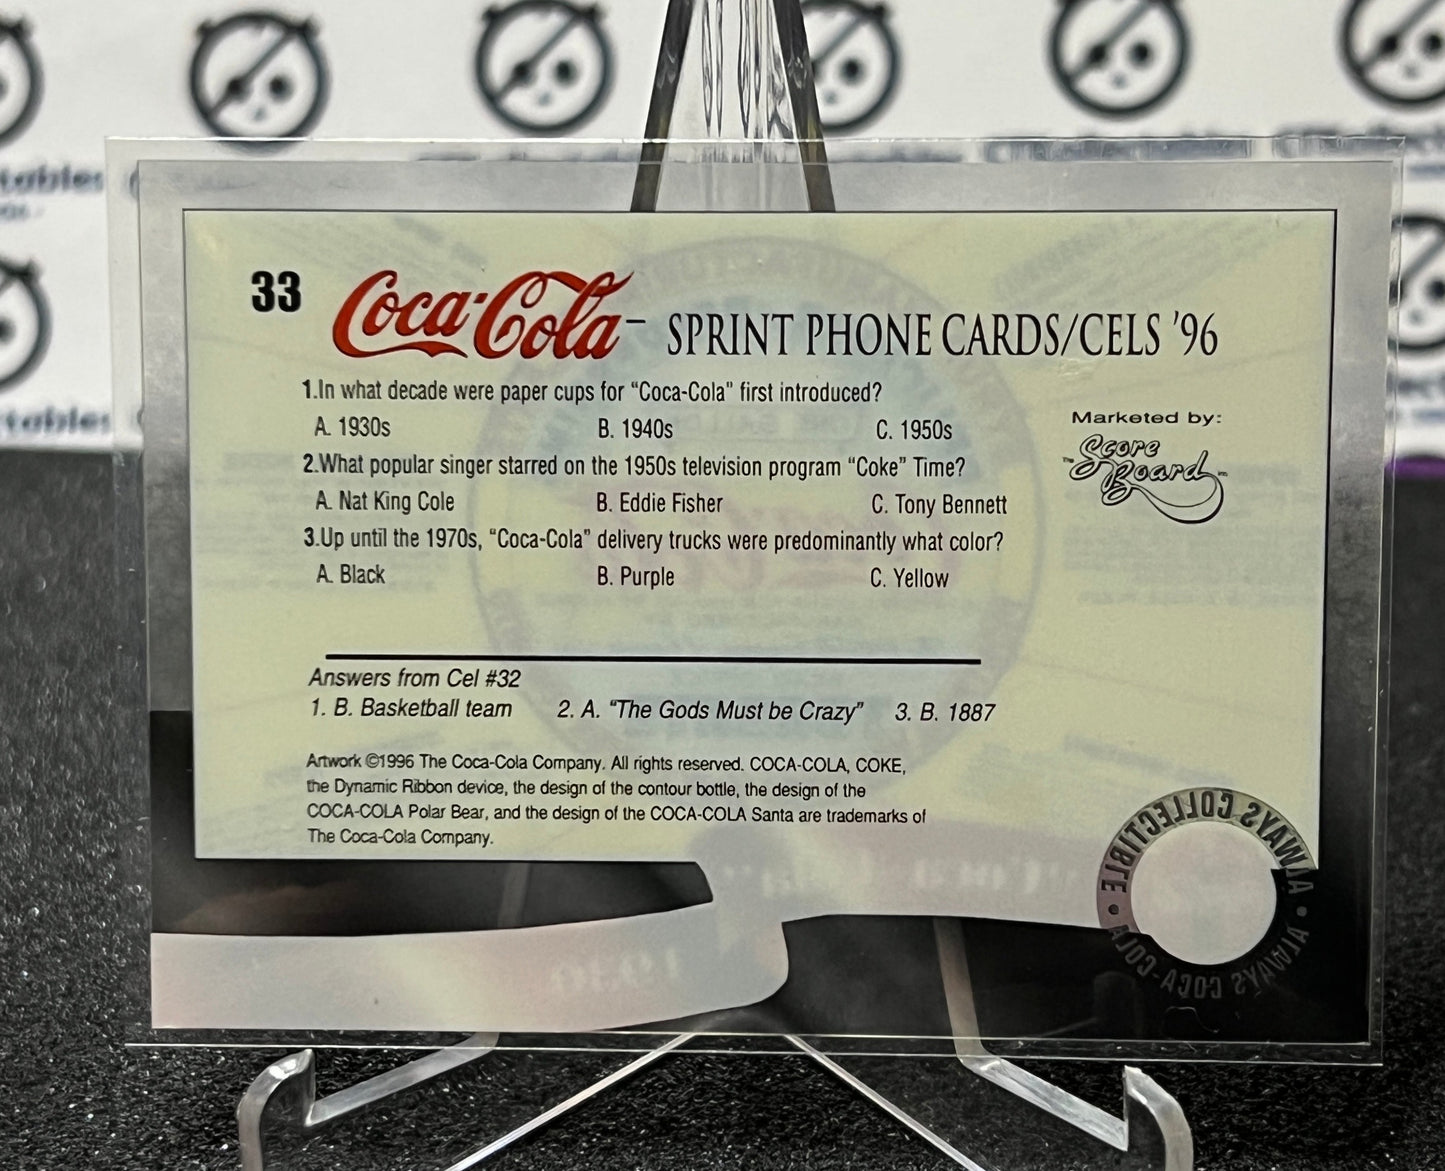 33 Coca-Cola – SPRINT PHONE CARDS/CELS '96
1.In what decade were paper cups for "Coca-Cola" first introduced?
A. 1930s B. 1940s C. 1950s
2.What popular singer starred on the 1950s television program "Coke" Time?
A. Nat King Cole B. Eddie Fisher C. Tony Bennett
3.Up until the 1970s, "Coca-Cola" delivery trucks were predominantly what color?
A. Black B. Purple C. Yellow
Marketed by:
Score
Board
Answers from Cel #32
1. B. Basketball team 2. A. "The Gods Must be Crazy" 3. B. 1887
Artwork ©1996 The Coca-Cola Company. All rights reserved. COCA-COLA, COKE,
the Dynamic Ribbon device, the design of the contour bottle, the design of the
COCA-COLA Polar Bear, and the design of the COCA-COLA Santa are trademarks of
The Coca-Cola Company.
ALWAYS COLLECTIBLE • ALWAYS COCA-COLA •